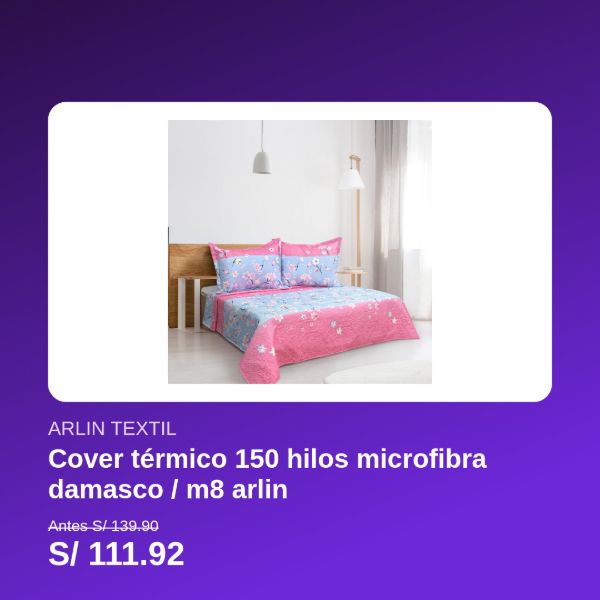 ARLIN TEXTIL
Cover térmico 150 hilos microfibra
damasco / m8 arlin
Antes S/ 139.90
S/ 111.92